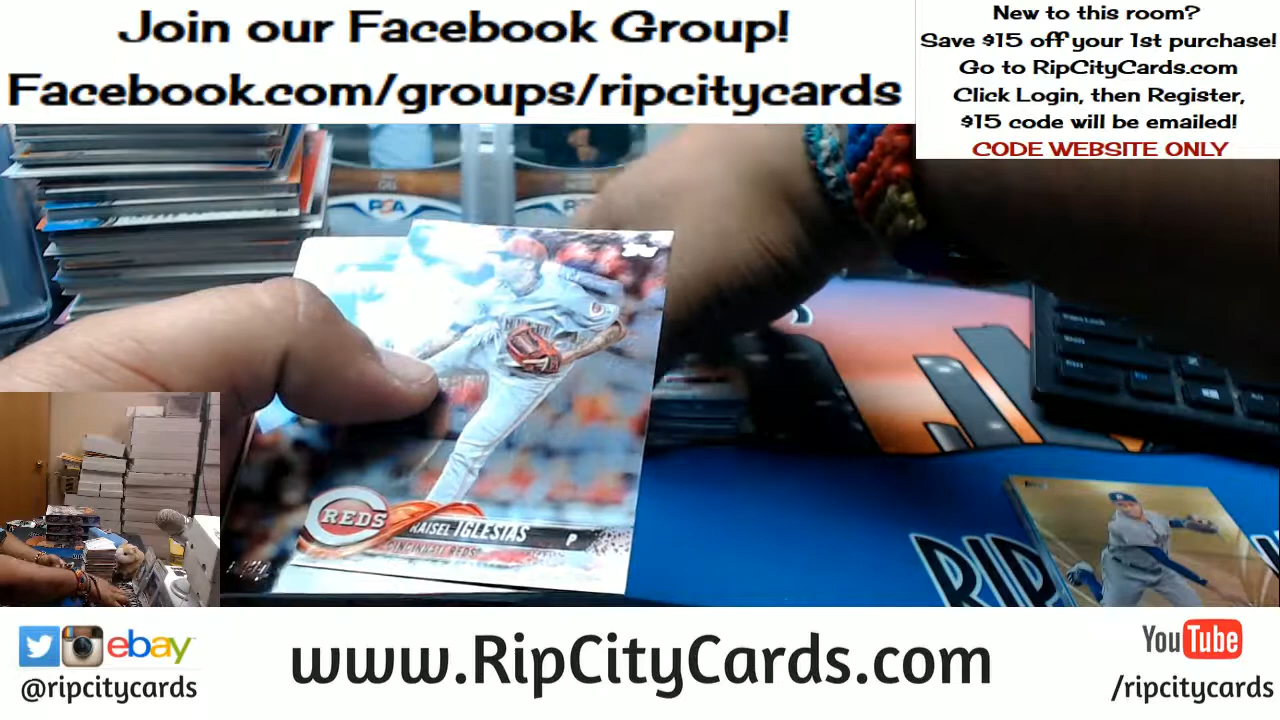 Join our Facebook Group!
Facebook.com/groups/ripcitycards
New to this room?
Save $15 off your 1st purchase!
Go to RipCityCards.com
Click Login, then Register,
$15 code will be emailed!
CODE WEBSITE ONLY
PSA
topps
REDS
RAISEL IGLESIAS
P
CINCINNATI REDS
RIP
ebay
@ripcitycards
www.RipCityCards.com
YouTube
/ripcitycards